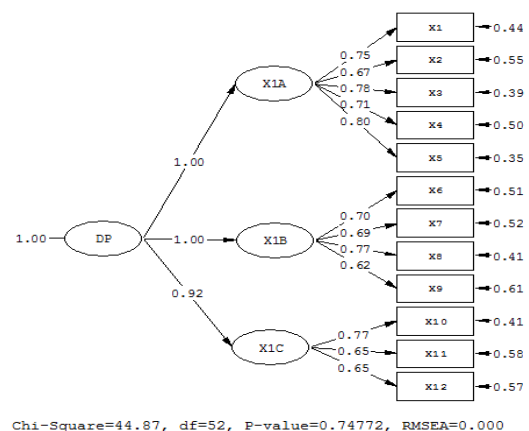 X1 0.44
0.75
X2 0.55
0.67
X1A 0.78 X3 0.39
0.71 X4 0.50
0.80
X5 0.35
1.00
X6 0.51
0.70
X7 0.52
0.69
1.00 DP 1.00 X1B
0.77 X8 0.41
0.62
X9 0.61
0.92
X10 0.41
0.77
X1C 0.65 X11 0.58
0.65
X12 0.57
Chi-Square=44.87, df=52, P-value=0.74772, RMSEA=0.000